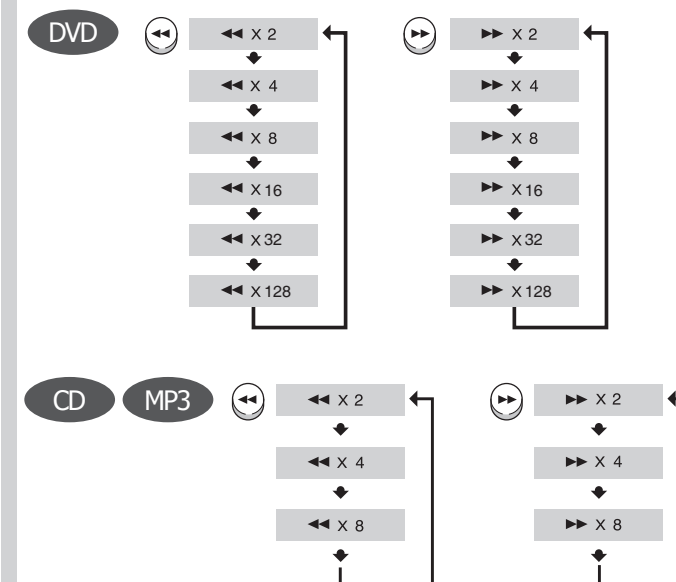 DVD
◄◄ X 2
◄◄ X 4
◄◄ X 8
◄◄ X 16
◄◄ X 32
◄◄ X 128
►► X 2
►► X 4
►► X 8
►► X 16
►► X 32
►► X 128
CD MP3
◄◄ X 2
◄◄ X 4
◄◄ X 8
►► X 2
►► X 4
►► X 8